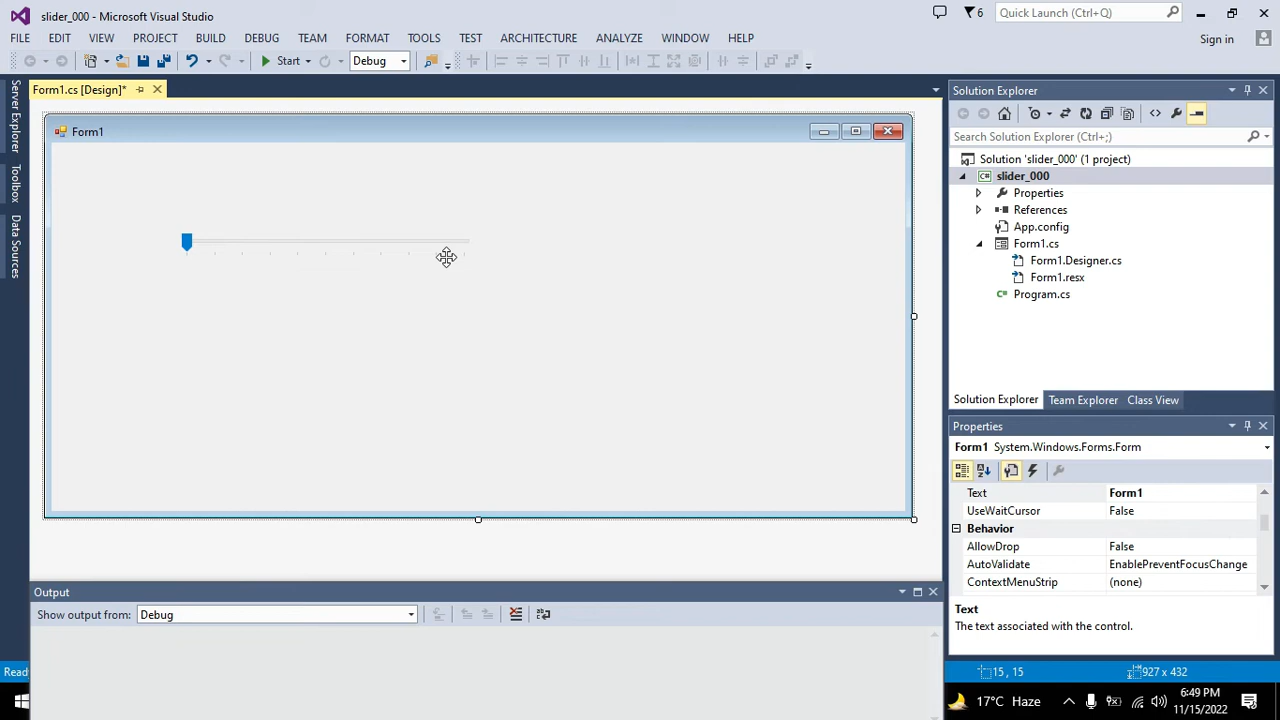 slider_000 - Microsoft Visual Studio
6
Quick Launch (Ctrl+Q)
FILE EDIT VIEW PROJECT BUILD DEBUG TEAM FORMAT TOOLS TEST ARCHITECTURE ANALYZE WINDOW HELP
Sign in
Start
Debug
Server Explorer
Toolbox
Data Sources
Form1.cs [Design]*
Form1
Solution Explorer
Search Solution Explorer (Ctrl+;)
Solution 'slider_000' (1 project)
C# slider_000
Properties
References
App.config
Form1.cs
Form1.Designer.cs
Form1.resx
C# Program.cs
Solution Explorer Team Explorer Class View
Properties
Form1 System.Windows.Forms.Form
Text Form1
UseWaitCursor False
Behavior
AllowDrop False
AutoValidate EnablePreventFocusChange
ContextMenuStrip (none)
Text
The text associated with the control.
Output
Show output from: Debug
Ready
15 , 15
927 x 432
17°C Haze
6:49 PM
11/15/2022